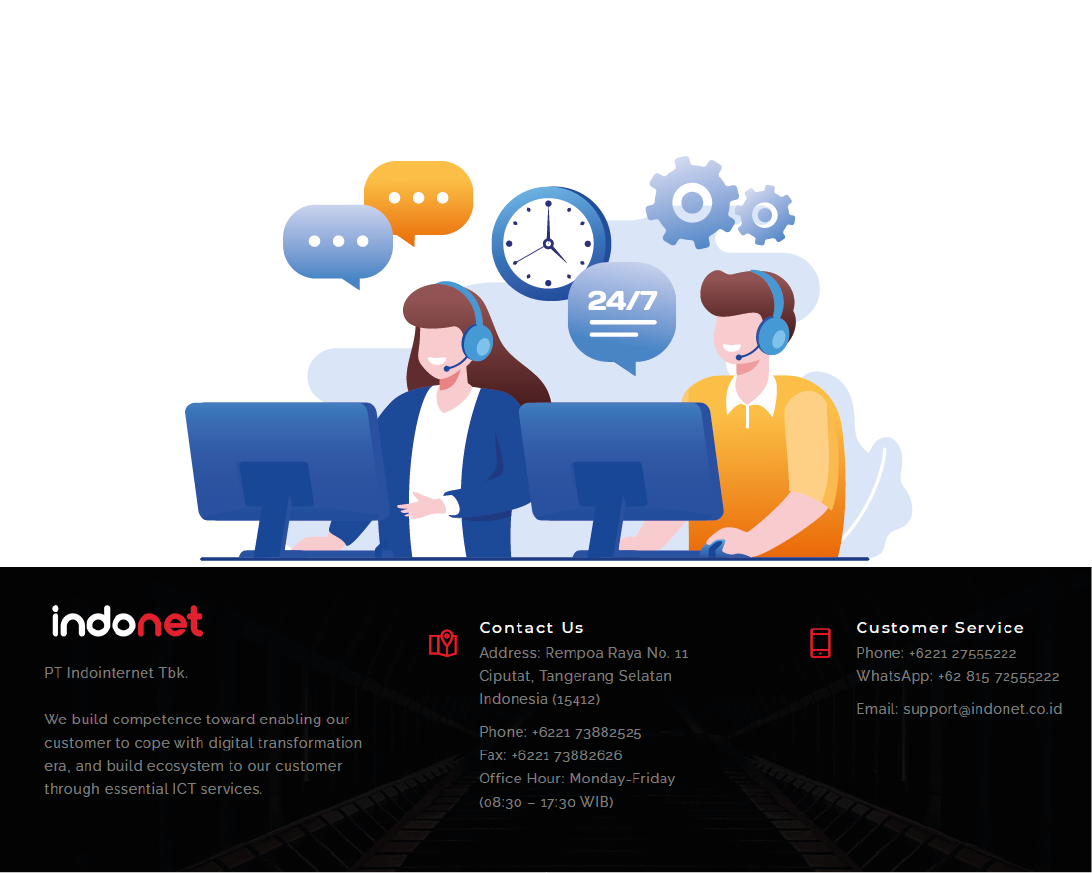 24/7
indonet
PT Indointernet Tbk.
We build competence toward enabling our
customer to cope with digital transformation
era, and build ecosystem to our customer
through essential ICT services.
Contact Us
Address: Rempoa Raya No. 11
Ciputat, Tangerang Selatan
Indonesia (15412)
Phone: +6221 73882525
Fax: +6221 73882626
Office Hour: Monday-Friday
(08:30 – 17:30 WIB)
Customer Service
Phone: +6221 27555222
WhatsApp: +62 815 72555222
Email: support@indonet.co.id